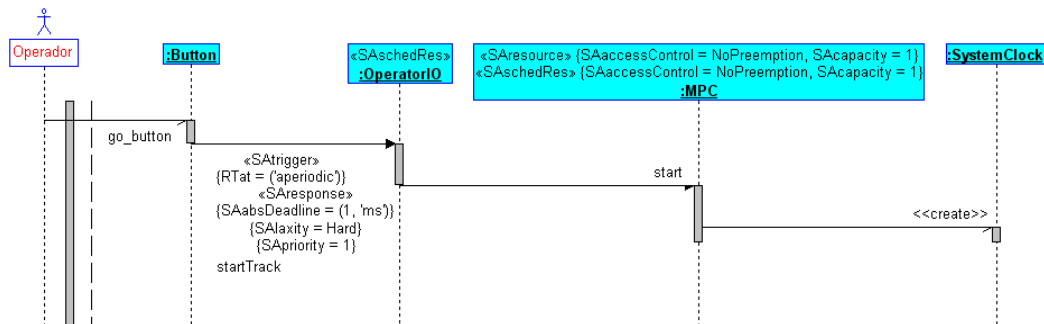 Operador
:Button
«SAschedRes»
:OperatorIO
«SAresource» {SAaccessControl = NoPreemption, SAcapacity = 1}
«SAschedRes» {SAaccessControl = NoPreemption, SAcapacity = 1}
:MPC
:SystemClock
go_button
«SAtrigger»
{RTat = ('aperiodic')}
«SAresponse»
{SAabsDeadline = (1, 'ms')}
{SAlaxity = Hard}
{SApriority = 1}
startTrack
start
<<create>>